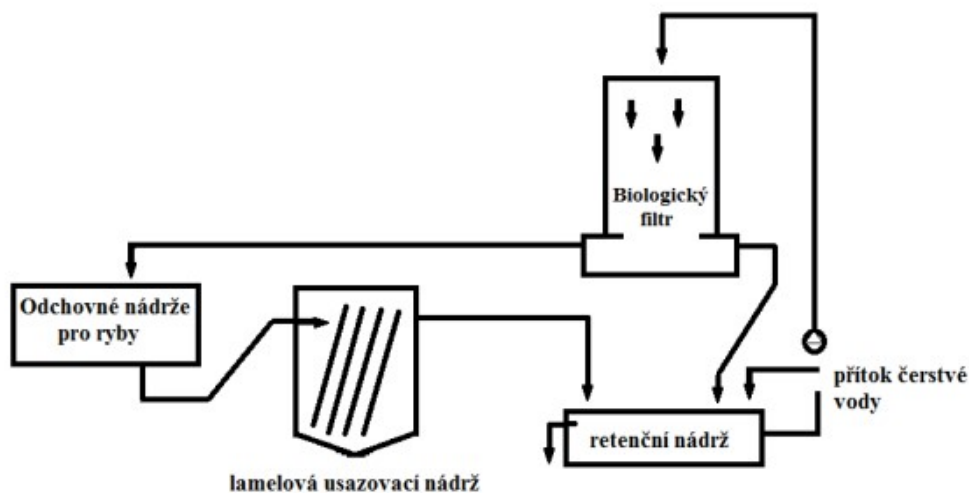 Biologický
filtr
Odchovné nádrže
pro ryby
přítok čerstvé
vody
retenční nádrž
lamelová usazovací nádrž